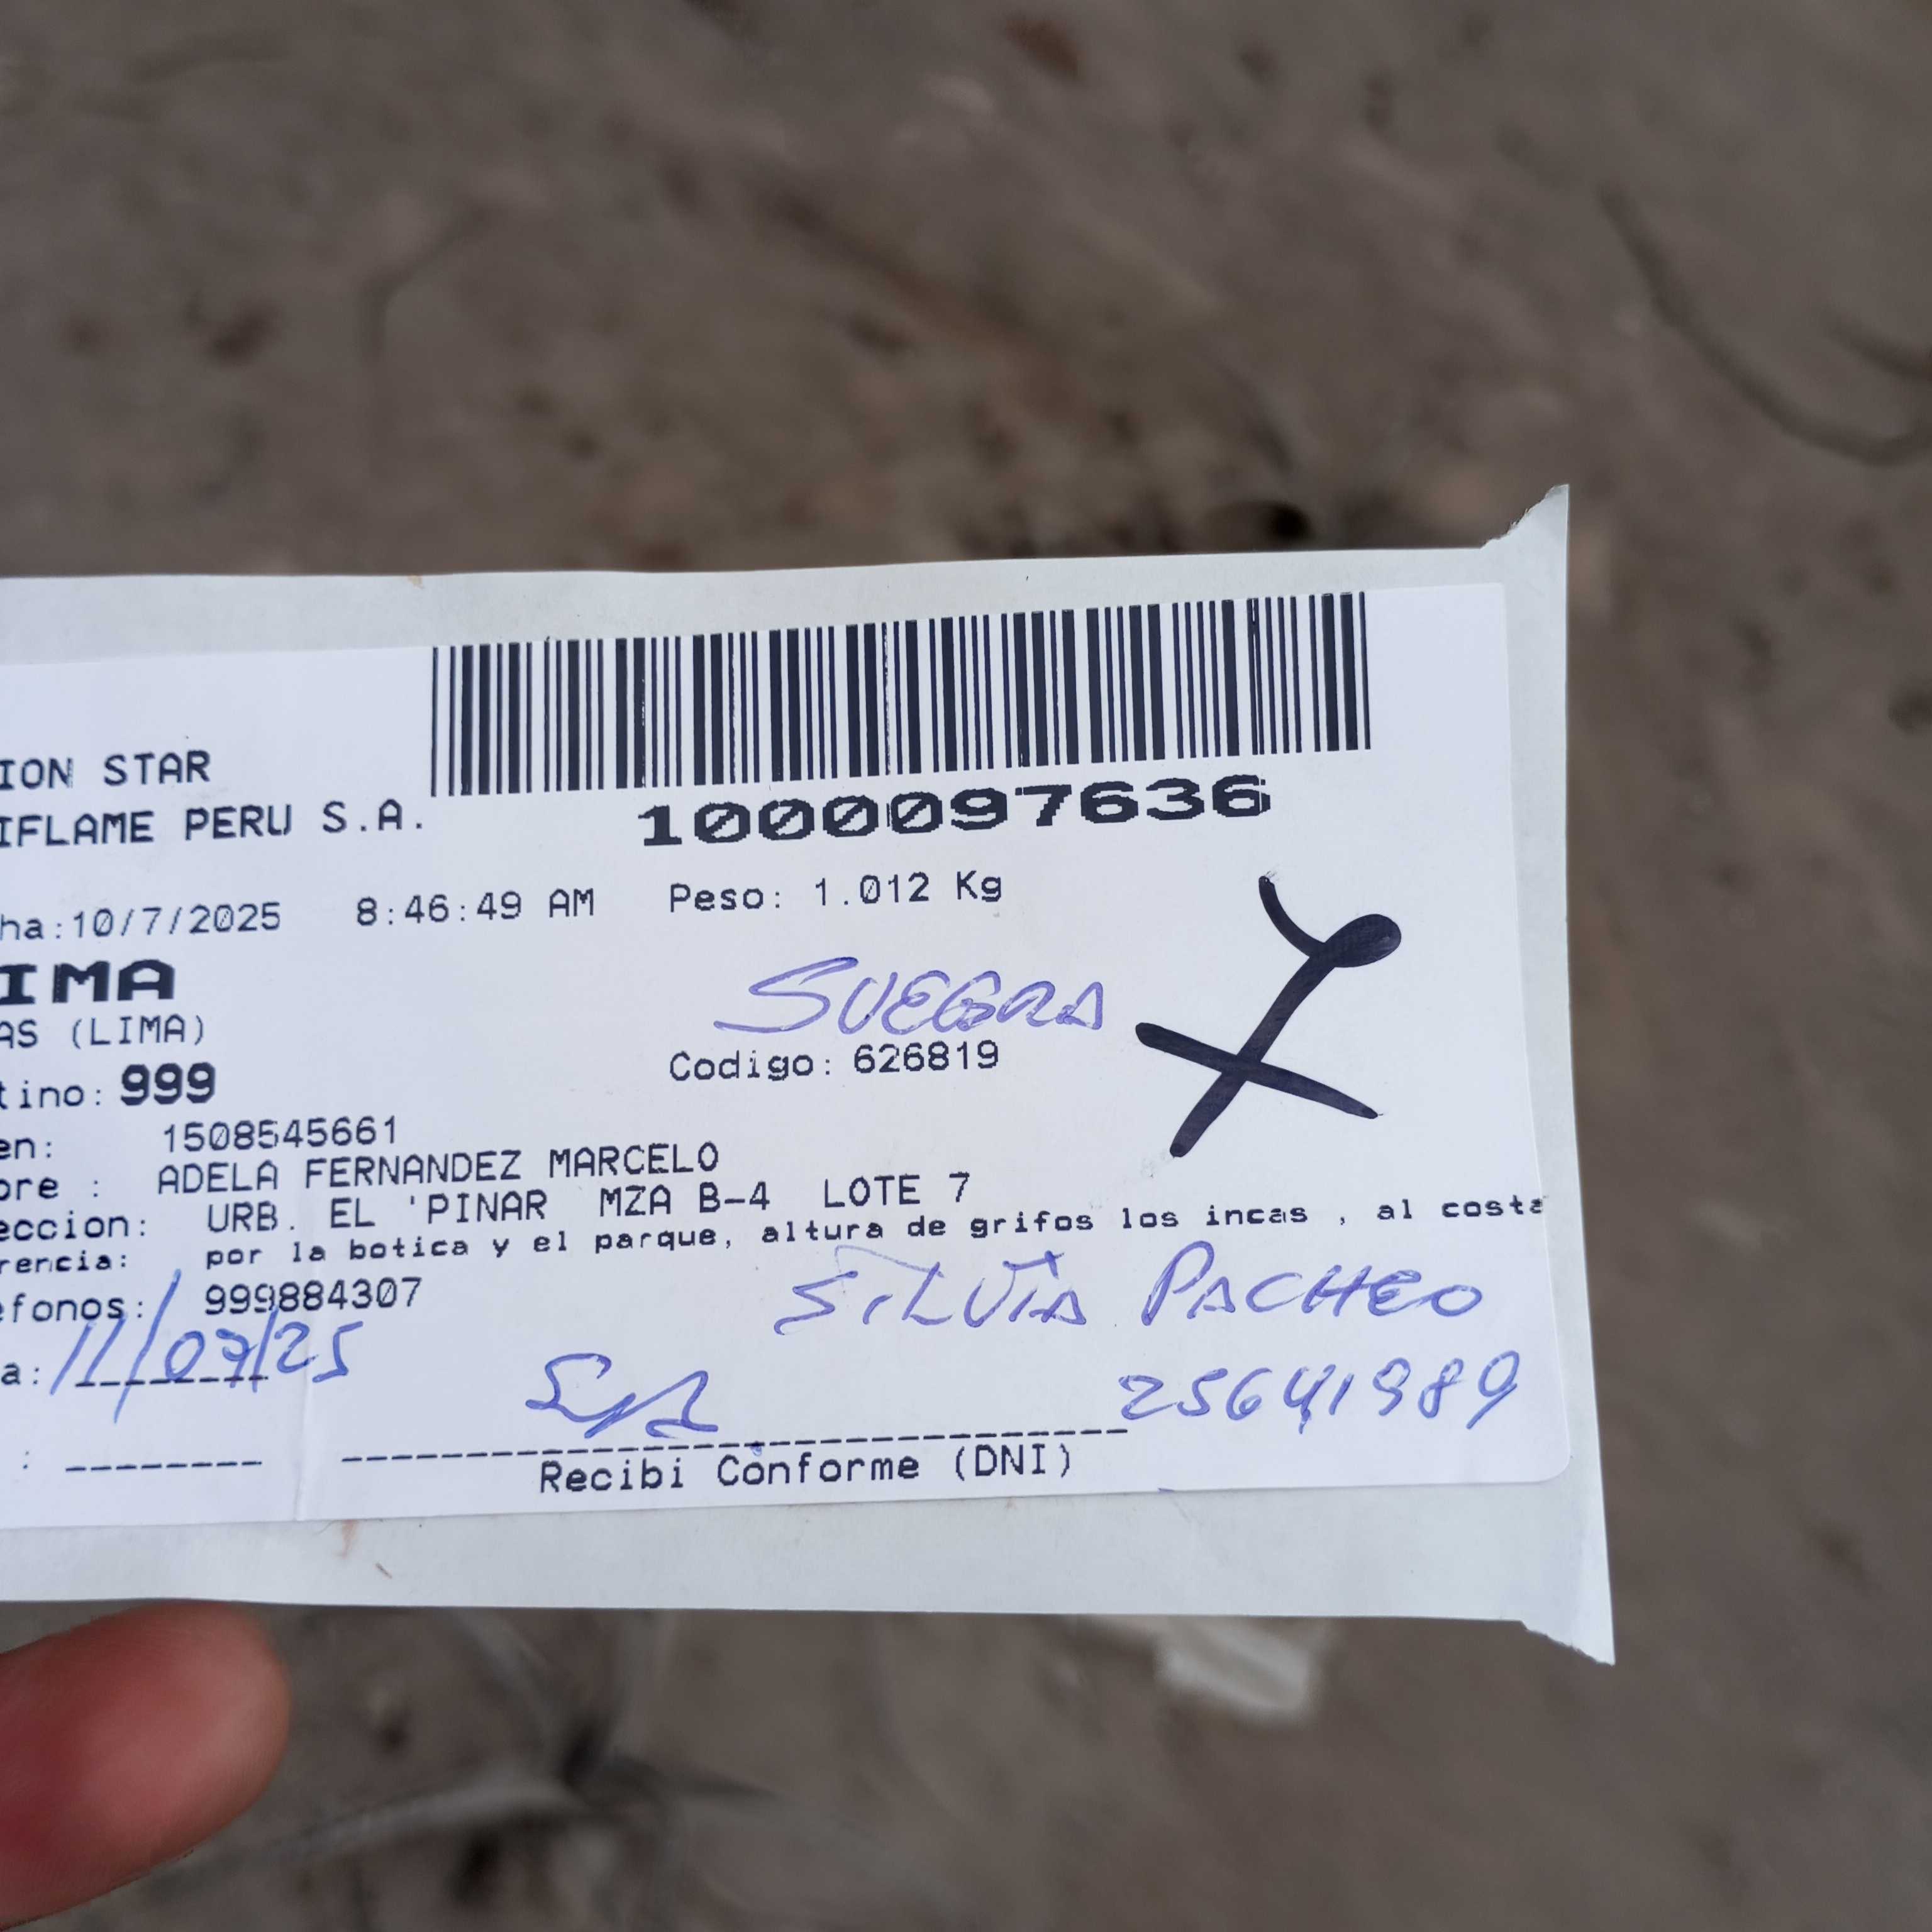 ION STAR
IFLAME PERU S.A.
1000097636
ha:10/7/2025 8:46:49 AM Peso: 1.012 Kg
IMA
SUEGRA
AS (LIMA)
Codigo: 626819
tino: 999
en: 1508545661
bre : ADELA FERNANDEZ MARCELO
eccion: URB. EL 'PINAR MZA B-4 LOTE 7
rencia: por la botica y el parque, altura de grifos los incas , al costa
efonos: 999884307
SILVIA PACHECO
a: 11/07/25
25641989
: --------
Recibi Conforme (DNI)